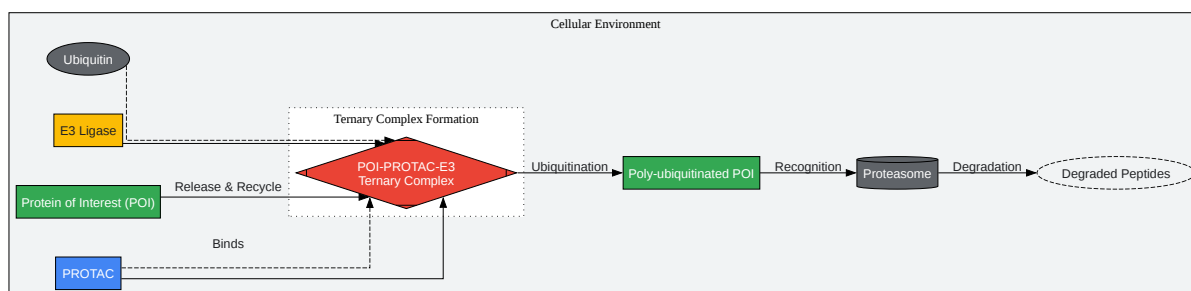 Cellular Environment
Ubiquitin
Ternary Complex Formation
E3 Ligase
POI-PROTAC-E3
Ternary Complex
Ubiquitination
Poly-ubiquitinated POI
Recognition
Proteasome
Degradation
Degraded Peptides
Release & Recycle
Protein of Interest (POI)
Binds
PROTAC